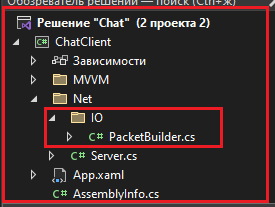 Обозреватель решений — поиск (Ctrl+ж)
Решение "Chat" (2 проекта 2)
C# ChatClient
Зависимости
MVVM
Net
IO
C# PacketBuilder.cs
C# Server.cs
App.xaml
C# AssemblyInfo.cs